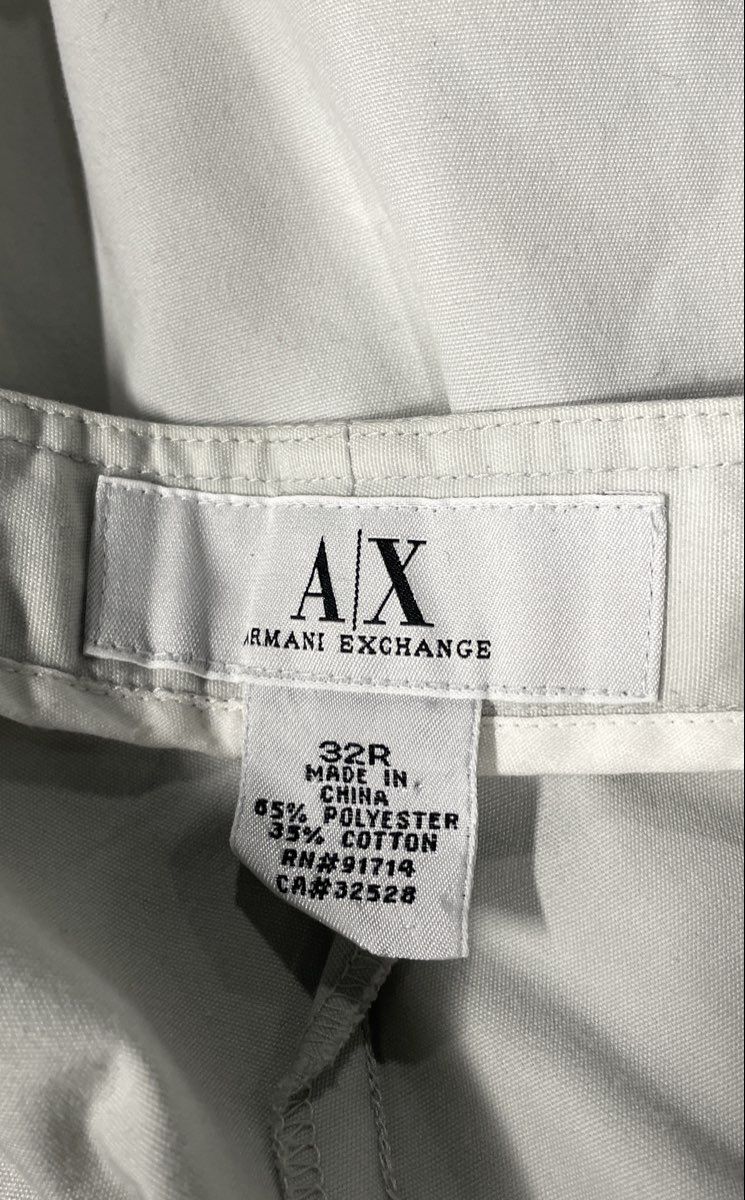 A|X
ARMANI EXCHANGE
32R
MADE IN
CHINA
65% POLYESTER
35% COTTON
RN#91714
CA#32528